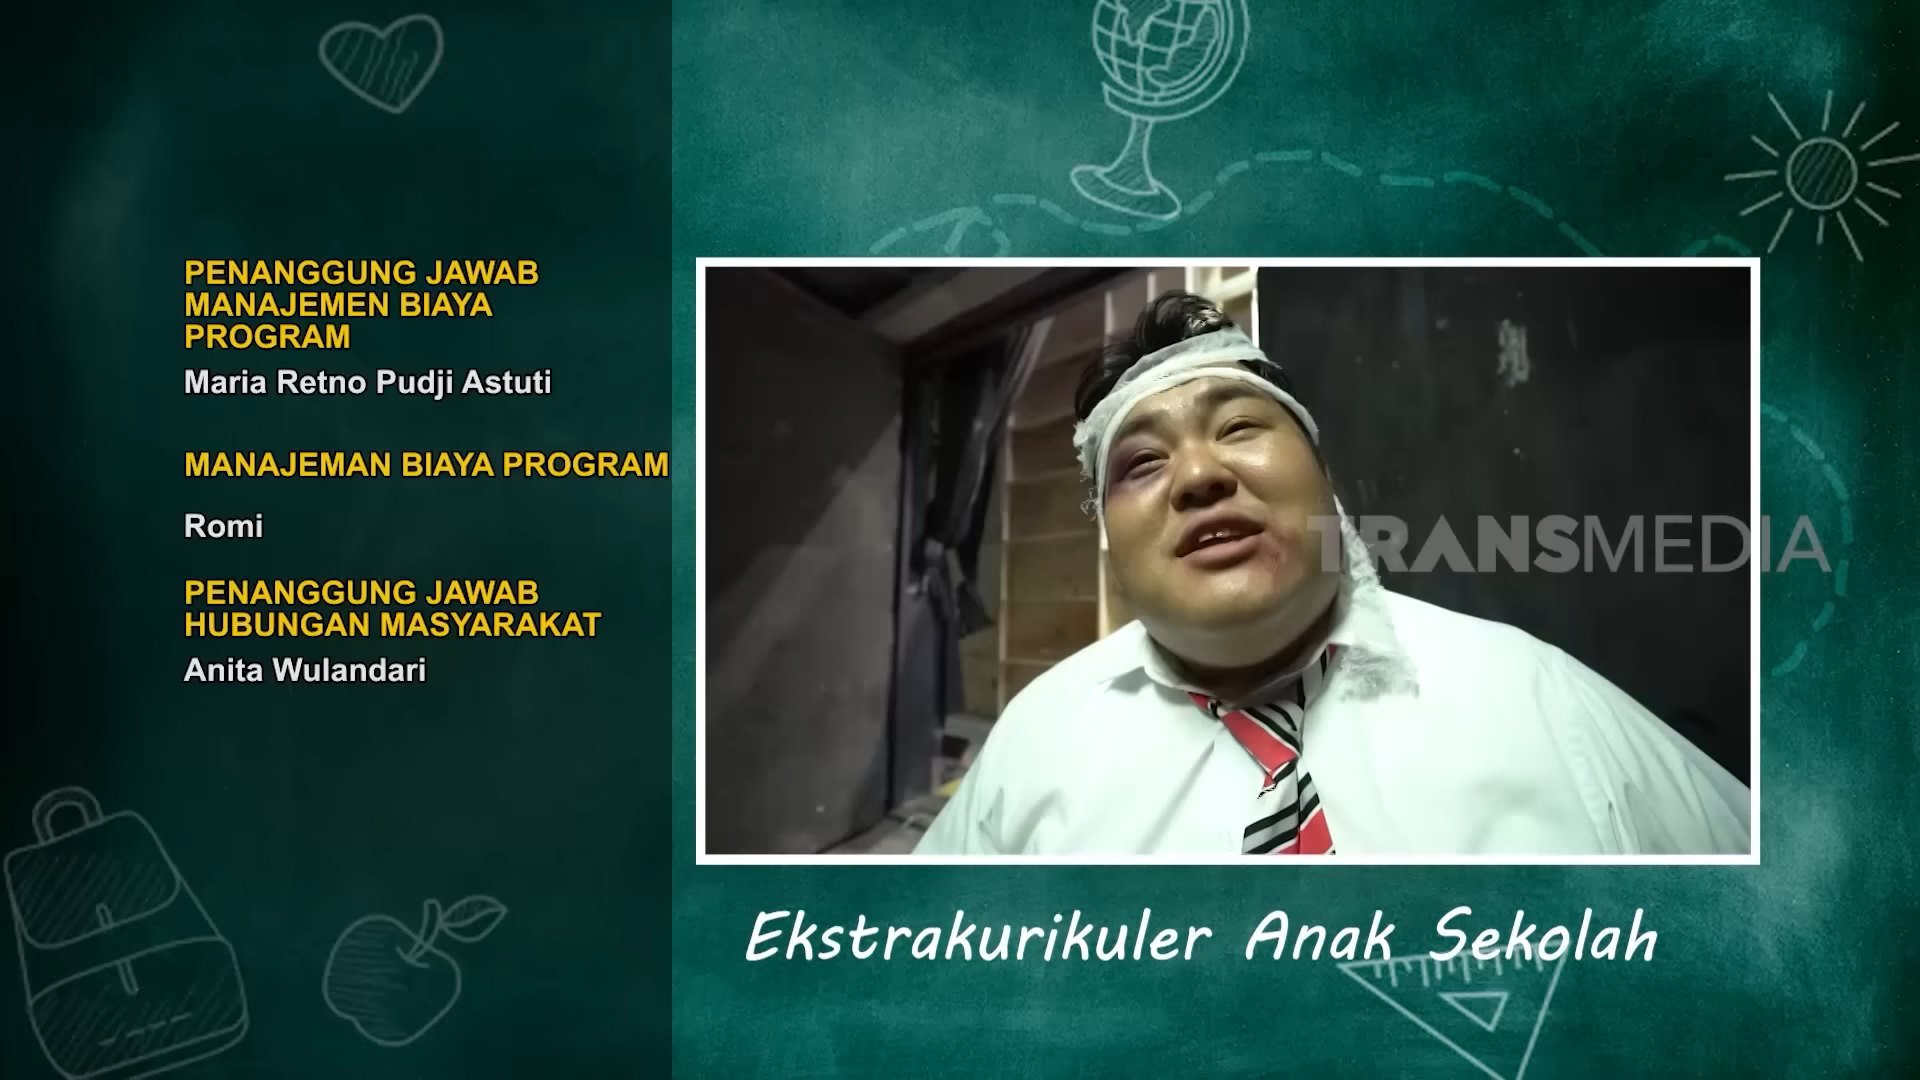 PENANGGUNG JAWAB
MANAJEMEN BIAYA
PROGRAM
Maria Retno Pudji Astuti
MANAJEMAN BIAYA PROGRAM
Romi
PENANGGUNG JAWAB
HUBUNGAN MASYARAKAT
Anita Wulandari
TRANSMEDIA
Ekstrakurikuler Anak Sekolah